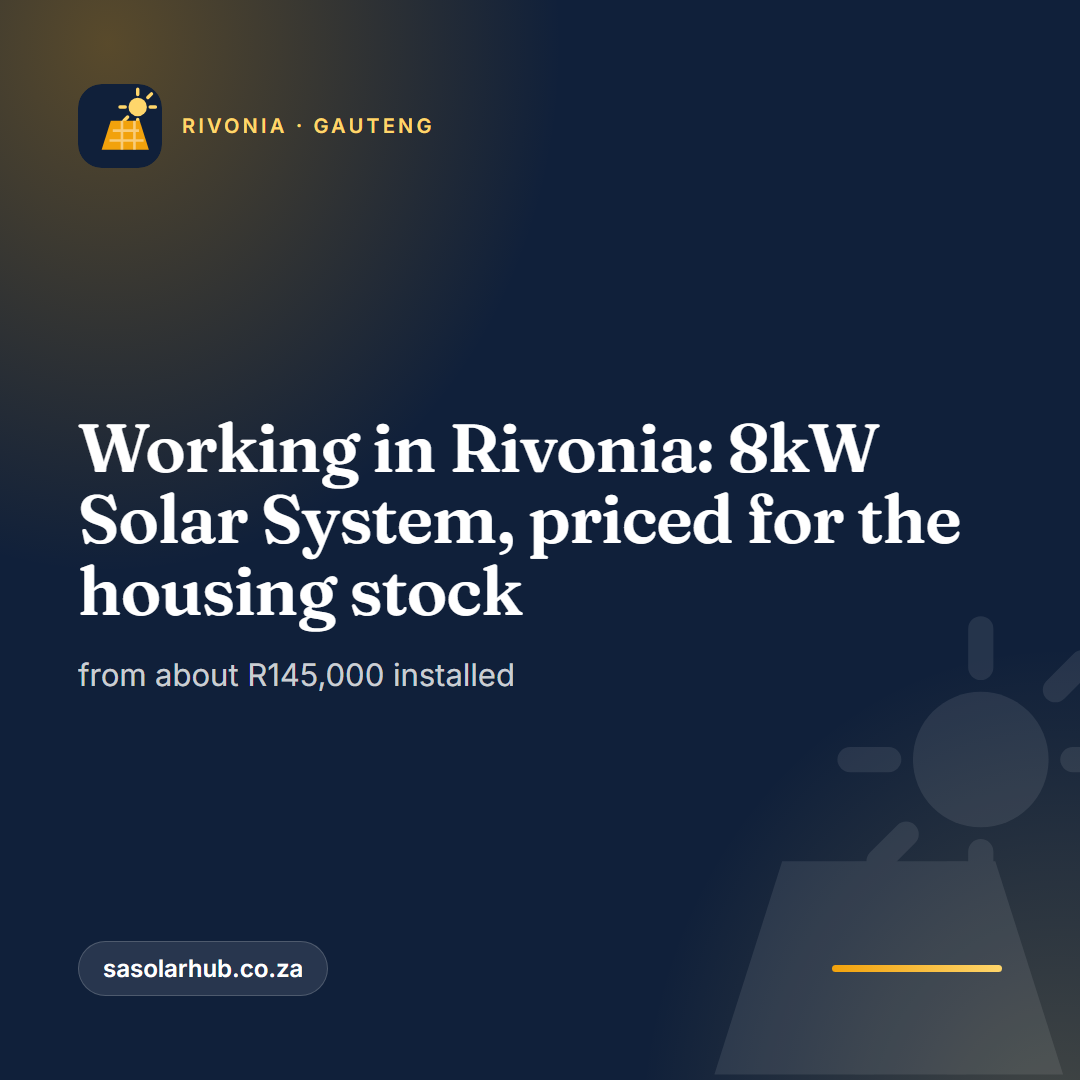 RIVONIA · GAUTENG
Working in Rivonia: 8kW
Solar System, priced for the
housing stock
from about R145,000 installed
sasolarhub.co.za